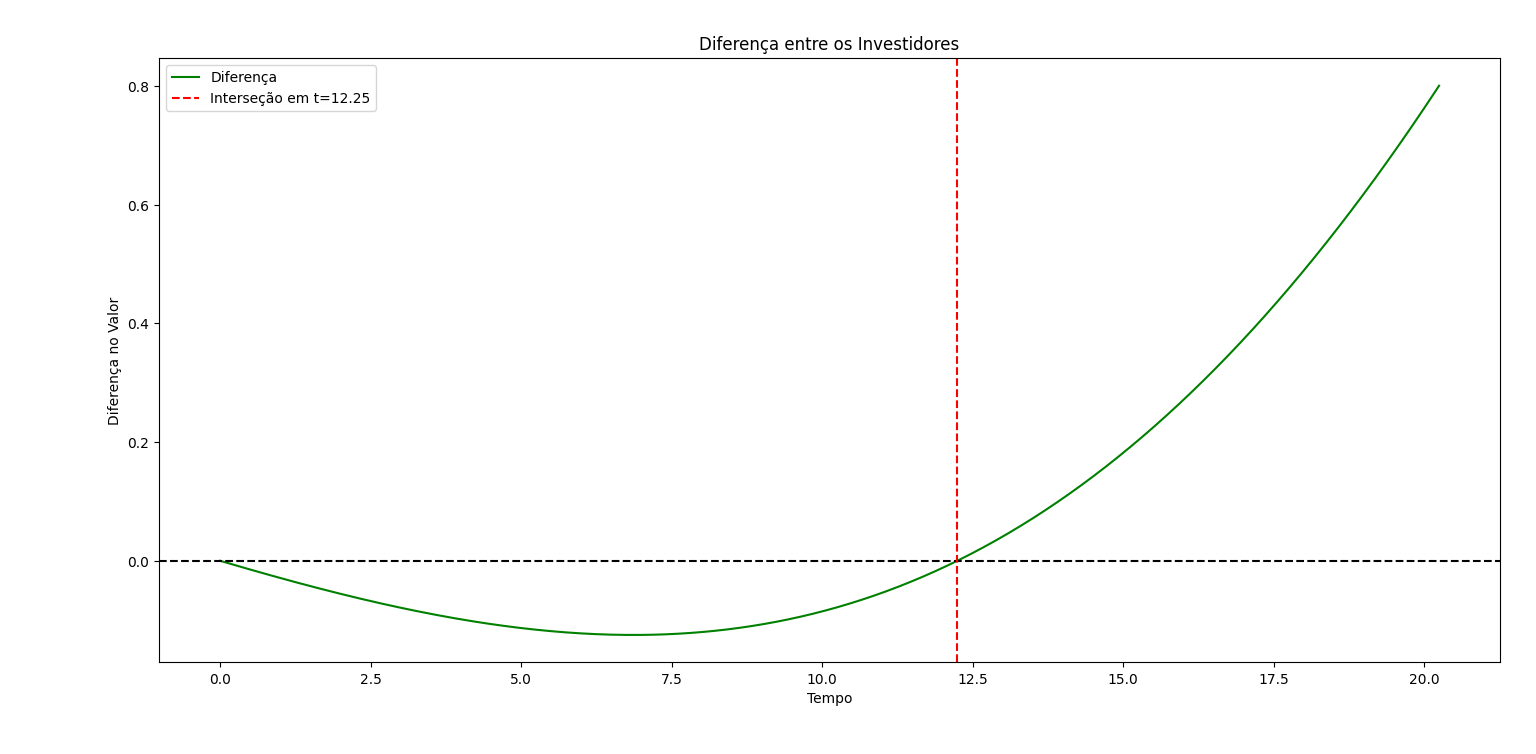 Diferença entre os Investidores
Diferença
Interseção em t=12.25
Diferença no Valor
0.8
0.6
0.4
0.2
0.0
0.0 2.5 5.0 7.5 10.0 12.5 15.0 17.5 20.0
Tempo